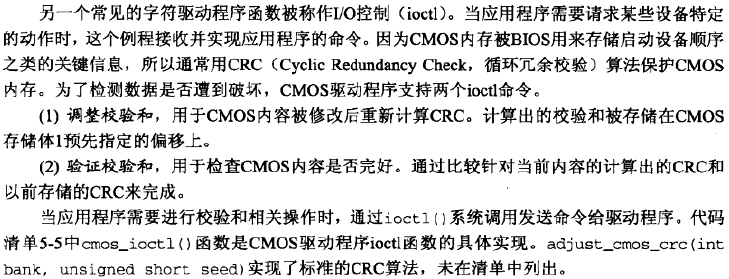 另一个常见的字符驱动程序函数被称作I/O控制（ioctl）。当应用程序需要请求某些设备特定
的动作时，这个例程接收并实现应用程序的命令。因为CMOS内存被BIOS用来存储启动设备顺序
之类的关键信息，所以通常用CRC（Cyclic Redundancy Check，循环冗余校验）算法保护CMOS
内存。为了检测数据是否遭到破坏，CMOS驱动程序支持两个ioctl命令。
(1) 调整校验和，用于CMOS内容被修改后重新计算CRC。计算出的校验和被存储在CMOS
存储体1预先指定的偏移上。
(2) 验证校验和，用于检查CMOS内容是否完好。通过比较针对当前内容的计算出的CRC和
以前存储的CRC来完成。
当应用程序需要进行校验和相关操作时，通过ioctl()系统调用发送命令给驱动程序。代码
清单5-5中cmos_ioctl()函数是CMOS驱动程序ioctl函数的具体实现。adjust_cmos_crc(int
bank, unsigned short seed)实现了标准的CRC算法，未在清单中列出。